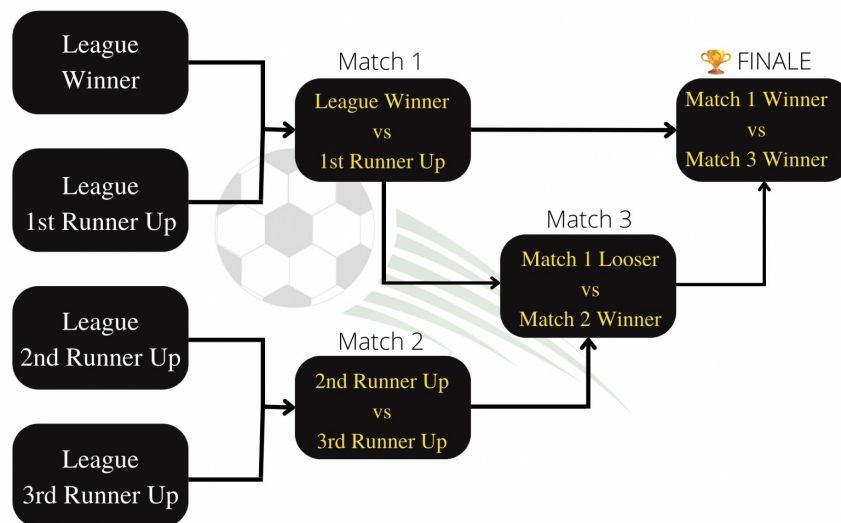 League
Winner
League
1st Runner Up
League
2nd Runner Up
League
3rd Runner Up
Match 1
League Winner
vs
1st Runner Up
Match 2
2nd Runner Up
vs
3rd Runner Up
Match 3
Match 1 Looser
vs
Match 2 Winner
🏆 FINALE
Match 1 Winner
vs
Match 3 Winner